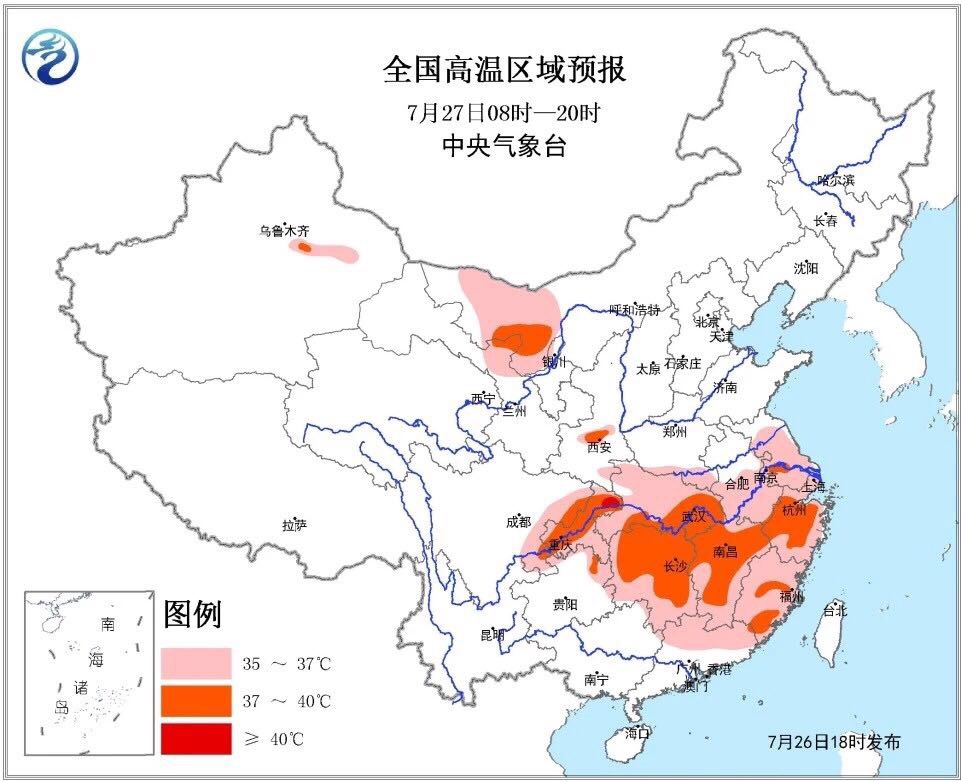 全国高温区域预报
7月27日08时—20时
中央气象台
哈尔滨
长春
乌鲁木齐
沈阳
呼和浩特
北京
天津
银川
太原
石家庄
济南
西宁
兰州
郑州
西安
合肥
南京
上海
拉萨
成都
武汉
杭州
重庆
南昌
长沙
贵阳
福州
台北
昆明
广州
香港
澳门
南宁
海口
南
海
诸
岛
图例
35 ~ 37℃
37 ~ 40℃
≥ 40℃
7月26日18时发布